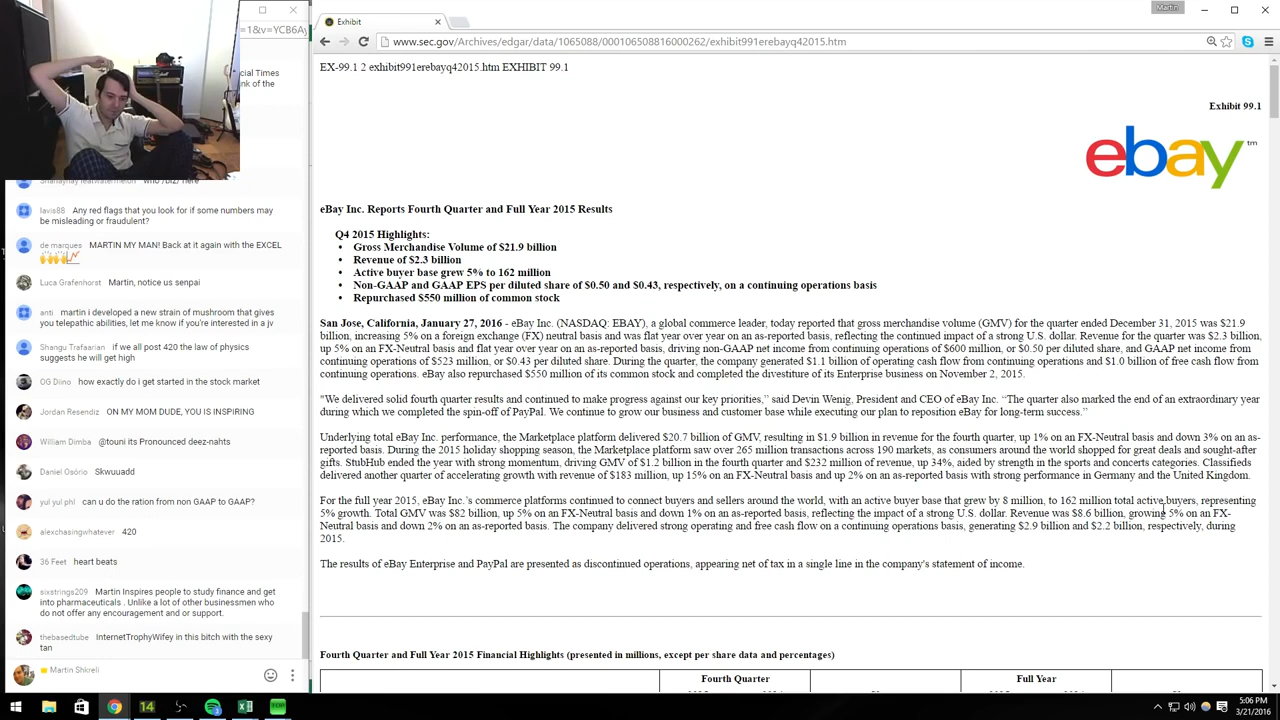 Martin
Exhibit
=1&v=YCB6Ay
www.sec.gov/Archives/edgar/data/1065088/000106508816000262/exhibit991erebayq42015.htm
cial Times
nk of the
who /biz/ here
lavis88 Any red flags that you look for if some numbers may
be misleading or fraudulent?
de marques MARTIN MY MAN! Back at it again with the EXCEL
🙌🙌🙌📈
Luca Grafenhorst Martin, notice us senpai
anti martin i developed a new strain of mushroom that gives
you telepathic abilities, let me know if you're interested in a jv
Shangu Trafaarian if we all post 420 the law of physics
suggests he will get high
OG Diino how exactly do i get started in the stock market
Jordan Resendiz ON MY MOM DUDE, YOU IS INSPIRING
William Dimba @touni its Pronounced deez-nahts
Daniel Osório Skwuuadd
yul yul phl can u do the ration from non GAAP to GAAP?
alexchasingwhatever 420
36 Feet heart beats
sixstrings209 Martin Inspires people to study finance and get
into pharmaceuticals . Unlike a lot of other businessmen who
do not offer any encouragement and or support.
thebasedtube InternetTrophyWifey in this bitch with the sexy
tan
Martin Shkreli
EX-99.1 2 exhibit991erebayq42015.htm EXHIBIT 99.1
Exhibit 99.1
ebay™
eBay Inc. Reports Fourth Quarter and Full Year 2015 Results
Q4 2015 Highlights:
• Gross Merchandise Volume of $21.9 billion
• Revenue of $2.3 billion
• Active buyer base grew 5% to 162 million
• Non-GAAP and GAAP EPS per diluted share of $0.50 and $0.43, respectively, on a continuing operations basis
• Repurchased $550 million of common stock
San Jose, California, January 27, 2016 - eBay Inc. (NASDAQ: EBAY), a global commerce leader, today reported that gross merchandise volume (GMV) for the quarter ended December 31, 2015 was $21.9
billion, increasing 5% on a foreign exchange (FX) neutral basis and was flat year over year on an as-reported basis, reflecting the continued impact of a strong U.S. dollar. Revenue for the quarter was $2.3 billion,
up 5% on an FX-Neutral basis and flat year over year on an as-reported basis, driving non-GAAP net income from continuing operations of $600 million, or $0.50 per diluted share, and GAAP net income from
continuing operations of $523 million, or $0.43 per diluted share. During the quarter, the company generated $1.1 billion of operating cash flow from continuing operations and $1.0 billion of free cash flow from
continuing operations. eBay also repurchased $550 million of its common stock and completed the divestiture of its Enterprise business on November 2, 2015.
“We delivered solid fourth quarter results and continued to make progress against our key priorities,” said Devin Wenig, President and CEO of eBay Inc. “The quarter also marked the end of an extraordinary year
during which we completed the spin-off of PayPal. We continue to grow our business and customer base while executing our plan to reposition eBay for long-term success.”
Underlying total eBay Inc. performance, the Marketplace platform delivered $20.7 billion of GMV, resulting in $1.9 billion in revenue for the fourth quarter, up 1% on an FX-Neutral basis and down 3% on an as-
reported basis. During the 2015 holiday shopping season, the Marketplace platform saw over 265 million transactions across 190 markets, as consumers around the world shopped for great deals and sought-after
gifts. StubHub ended the year with strong momentum, driving GMV of $1.2 billion in the fourth quarter and $232 million of revenue, up 34%, aided by strength in the sports and concerts categories. Classifieds
delivered another quarter of accelerating growth with revenue of $183 million, up 15% on an FX-Neutral basis and up 2% on an as-reported basis with strong performance in Germany and the United Kingdom.
For the full year 2015, eBay Inc.'s commerce platforms continued to connect buyers and sellers around the world, with an active buyer base that grew by 8 million, to 162 million total active buyers, representing
5% growth. Total GMV was $82 billion, up 5% on an FX-Neutral basis and down 1% on an as-reported basis, reflecting the impact of a strong U.S. dollar. Revenue was $8.6 billion, growing 5% on an FX-
Neutral basis and down 2% on an as-reported basis. The company delivered strong operating and free cash flow on a continuing operations basis, generating $2.9 billion and $2.2 billion, respectively, during
2015.
The results of eBay Enterprise and PayPal are presented as discontinued operations, appearing net of tax in a single line in the company's statement of income.
Fourth Quarter and Full Year 2015 Financial Highlights (presented in millions, except per share data and percentages)
Fourth Quarter Full Year
14
5:06 PM
3/21/2016